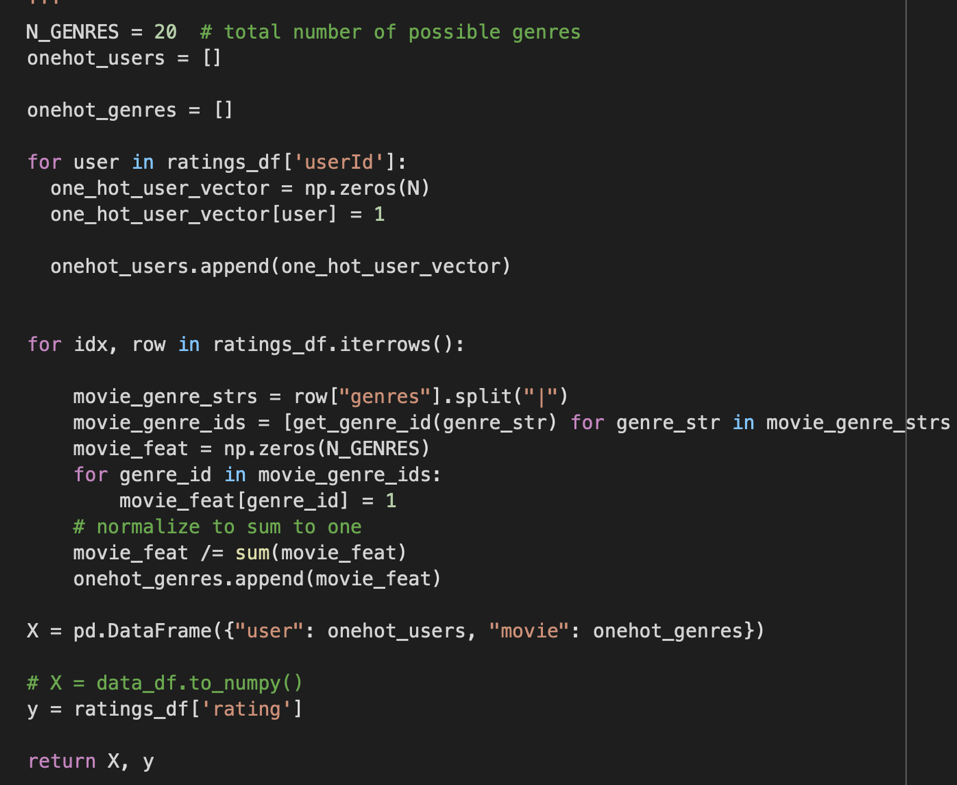 '''
N_GENRES = 20  # total number of possible genres
onehot_users = []
onehot_genres = []
for user in ratings_df['userId']:
  one_hot_user_vector = np.zeros(N)
  one_hot_user_vector[user] = 1
  onehot_users.append(one_hot_user_vector)
for idx, row in ratings_df.iterrows():
    movie_genre_strs = row["genres"].split("|")
    movie_genre_ids = [get_genre_id(genre_str) for genre_str in movie_genre_strs
    movie_feat = np.zeros(N_GENRES)
    for genre_id in movie_genre_ids:
        movie_feat[genre_id] = 1
    # normalize to sum to one
    movie_feat /= sum(movie_feat)
    onehot_genres.append(movie_feat)
X = pd.DataFrame({"user": onehot_users, "movie": onehot_genres})
# X = data_df.to_numpy()
y = ratings_df['rating']
return X, y